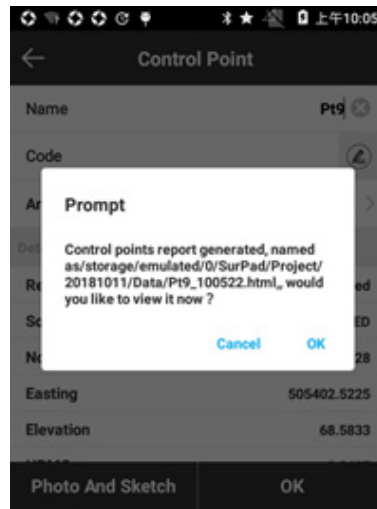 上午10:05
Control Point
Name Pt9
Code
Prompt
Control points report generated, named
as/storage/emulated/0/SurPad/Project/
20181011/Data/Pt9_100522.html,, would
you like to view it now ?
Cancel OK
Easting 505402.5225
Elevation 68.5833
Photo And Sketch OK